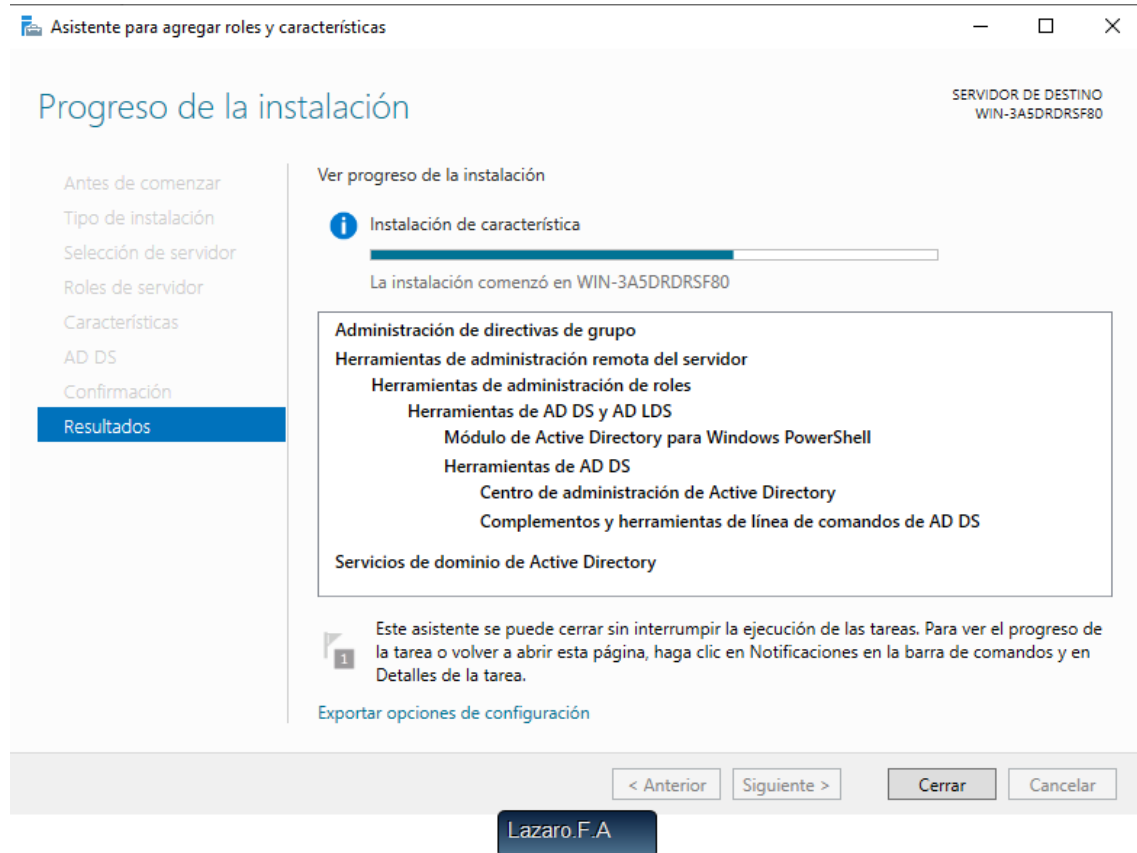 Asistente para agregar roles y características
Progreso de la instalación
SERVIDOR DE DESTINO
WIN-3A5DRDRSF80
Antes de comenzar
Tipo de instalación
Selección de servidor
Roles de servidor
Características
AD DS
Confirmación
Resultados
Ver progreso de la instalación
Instalación de característica
La instalación comenzó en WIN-3A5DRDRSF80
Administración de directivas de grupo
Herramientas de administración remota del servidor
Herramientas de administración de roles
Herramientas de AD DS y AD LDS
Módulo de Active Directory para Windows PowerShell
Herramientas de AD DS
Centro de administración de Active Directory
Complementos y herramientas de línea de comandos de AD DS
Servicios de dominio de Active Directory
1
Este asistente se puede cerrar sin interrumpir la ejecución de las tareas. Para ver el progreso de
la tarea o volver a abrir esta página, haga clic en Notificaciones en la barra de comandos y en
Detalles de la tarea.
Exportar opciones de configuración
< Anterior
Siguiente >
Cerrar
Cancelar
Lazaro.F.A